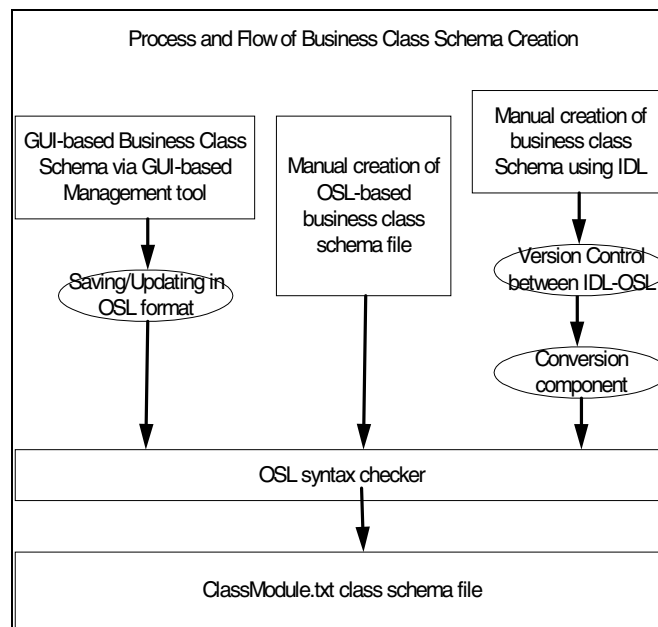 Process and Flow of Business Class Schema Creation
GUI-based Business Class
Schema via GUI-based
Management tool
Saving/Updating in
OSL format
Manual creation of
OSL-based
business class
schema file
Manual creation of
business class
Schema using IDL
Version Control
between IDL-OSL
Conversion
component
OSL syntax checker
ClassModule.txt class schema file